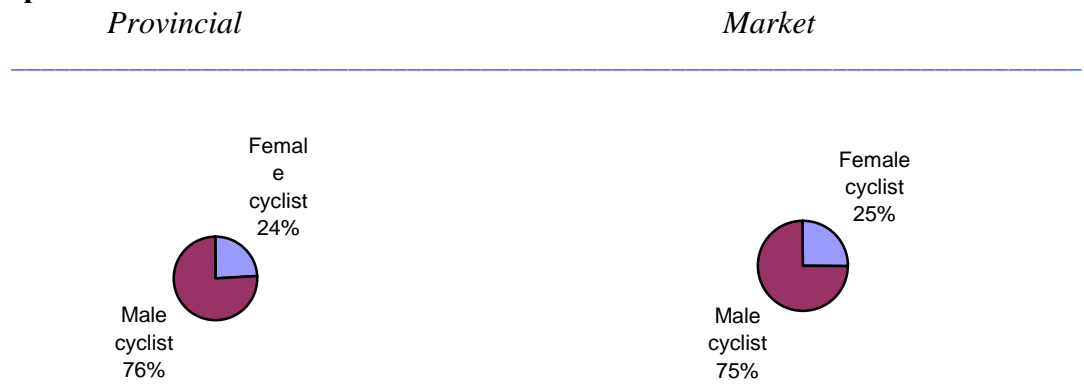 Provincial
Market
Femal
e
cyclist
24%
Male
cyclist
76%
Female
cyclist
25%
Male
cyclist
75%